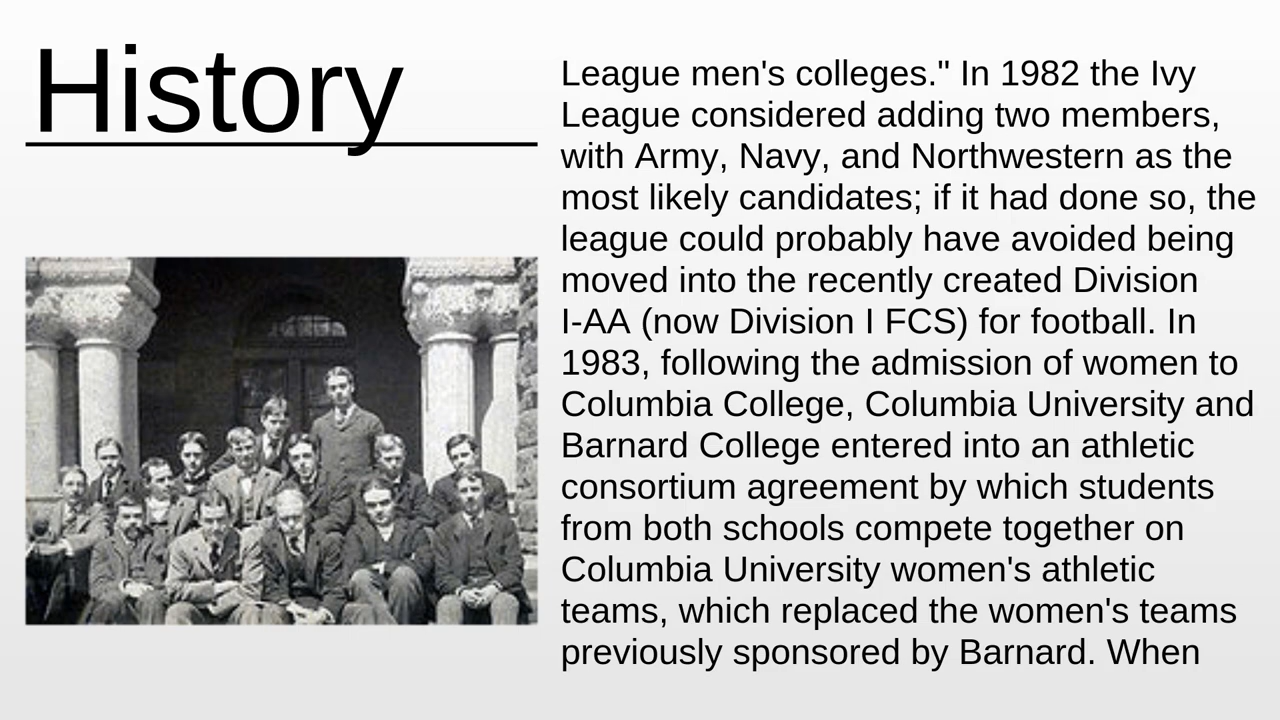 History
League men's colleges." In 1982 the Ivy
League considered adding two members,
with Army, Navy, and Northwestern as the
most likely candidates; if it had done so, the
league could probably have avoided being
moved into the recently created Division
I-AA (now Division I FCS) for football. In
1983, following the admission of women to
Columbia College, Columbia University and
Barnard College entered into an athletic
consortium agreement by which students
from both schools compete together on
Columbia University women's athletic
teams, which replaced the women's teams
previously sponsored by Barnard. When